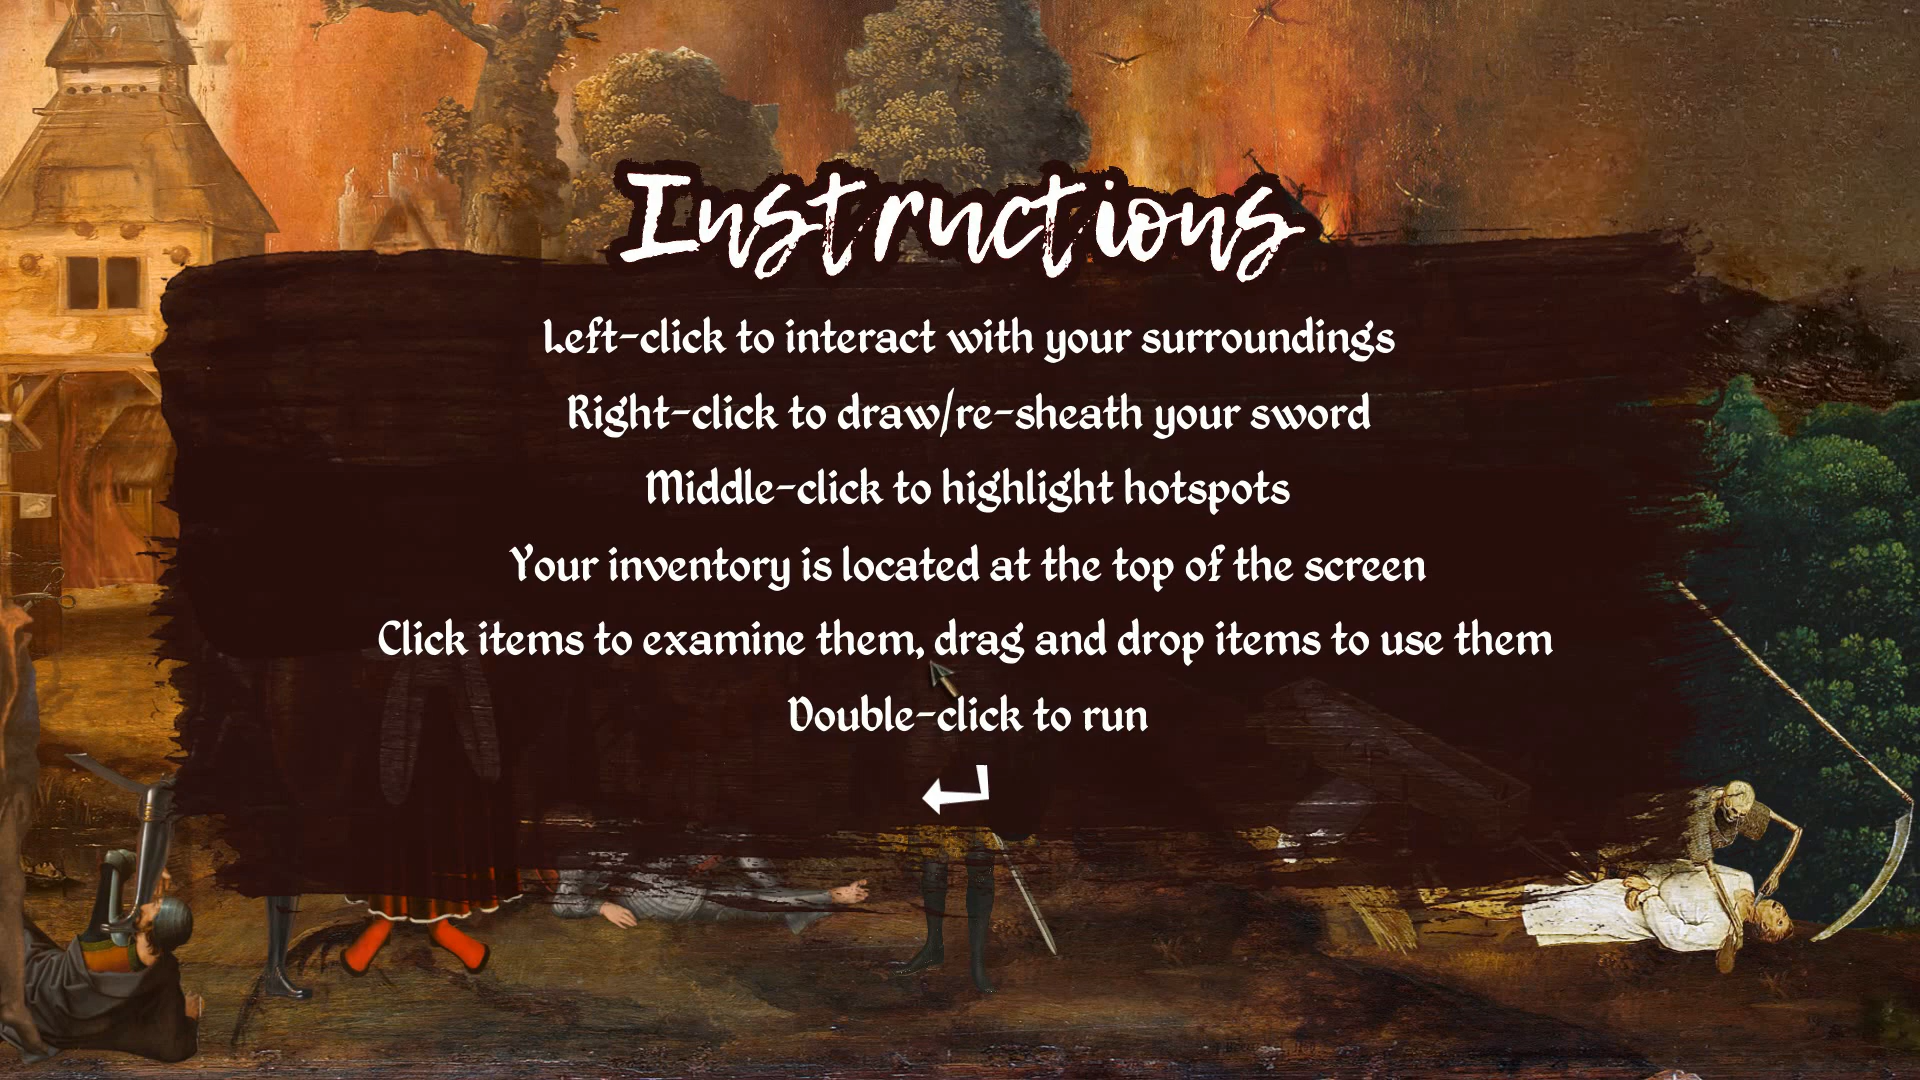 Instructions
Left-click to interact with your surroundings
Right-click to draw/re-sheath your sword
Middle-click to highlight hotspots
Your inventory is located at the top of the screen
Click items to examine them, drag and drop items to use them
Double-click to run